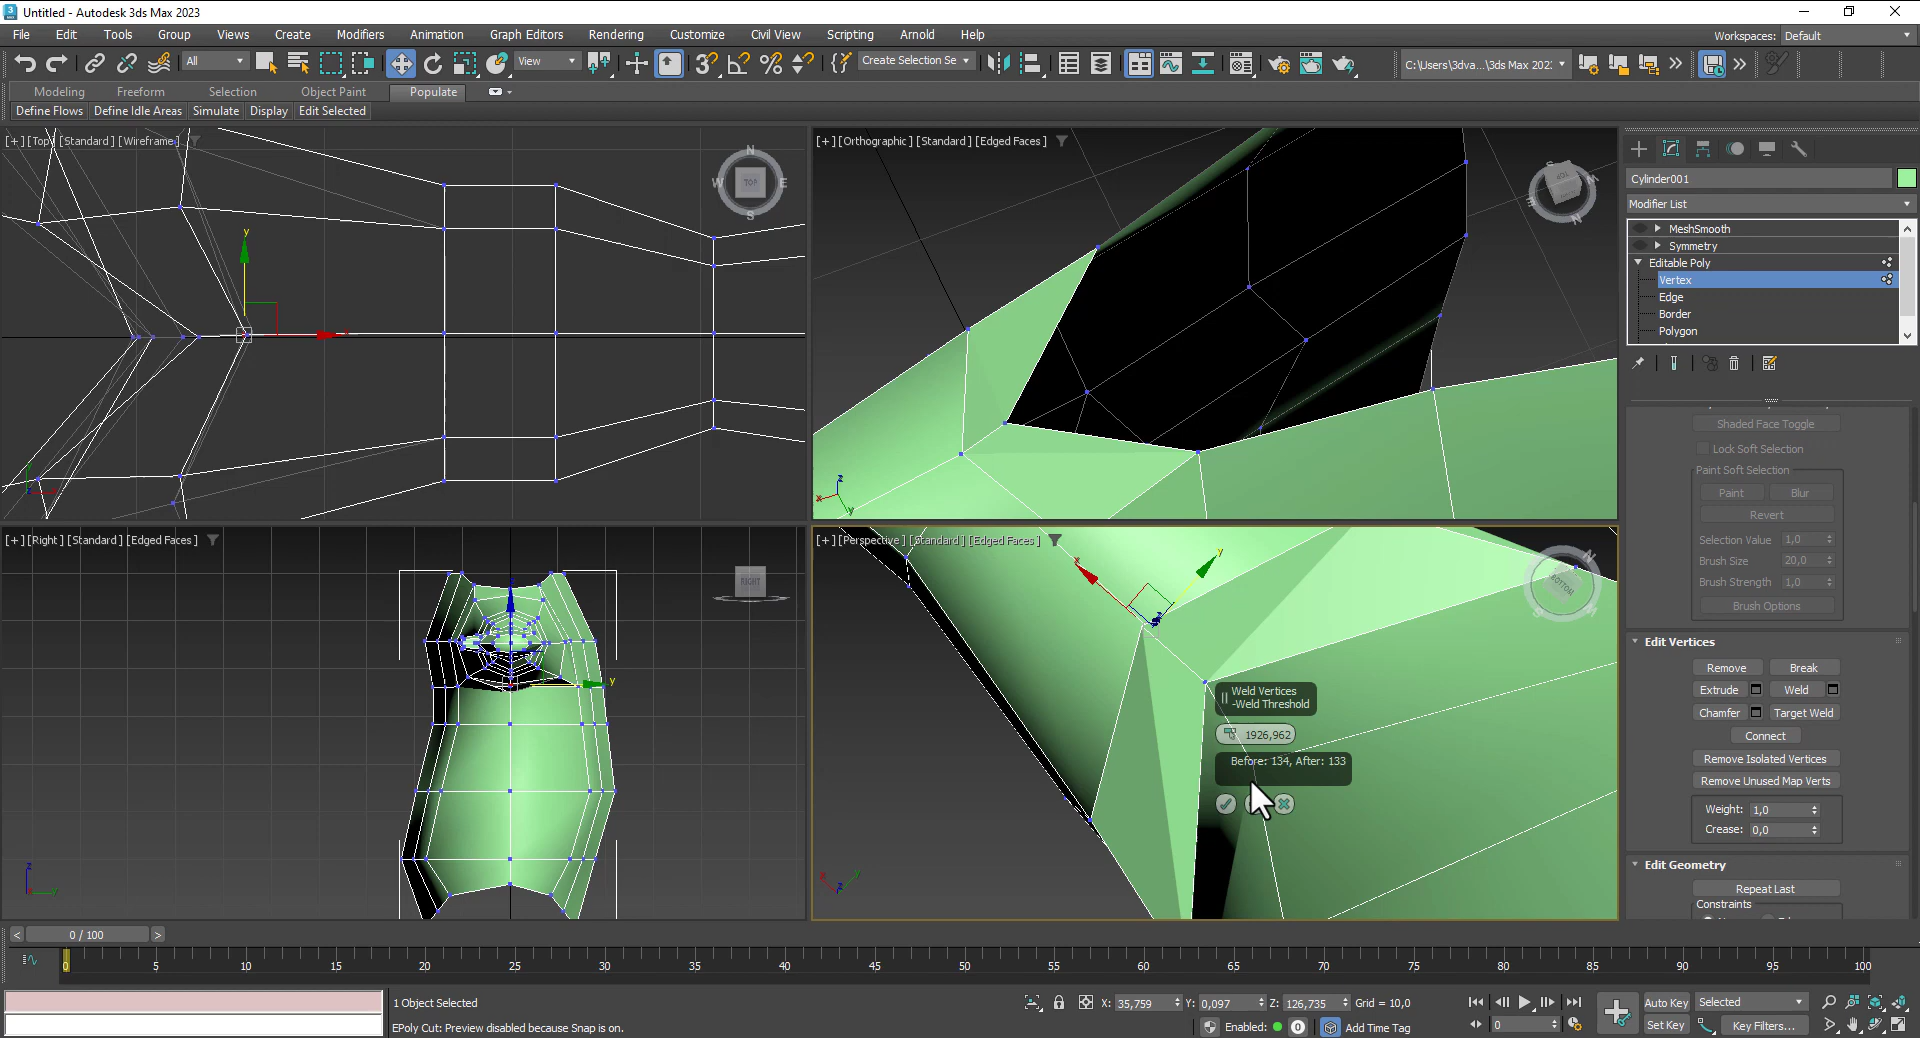 Untitled - Autodesk 3ds Max 2023
File Edit Tools Group Views Create Modifiers Animation Graph Editors Rendering Customize Civil View Scripting Arnold Help
Workspaces: Default
All View Create Selection Se C:\Users\3dva...\3ds Max 202:
Modeling Freeform Selection Object Paint Populate
Define Flows Define Idle Areas Simulate Display Edit Selected
[+] [Top] [Standard] [Wireframe]
[+] [Orthographic] [Standard] [Edged Faces]
Cylinder001
Modifier List
MeshSmooth
Symmetry
Editable Poly
Vertex
Edge
Border
Polygon
Shaded Face Toggle
Lock Soft Selection
Paint Soft Selection
Paint Blur
Revert
Selection Value 1,0
Brush Size 20,0
Brush Strength 1,0
Brush Options
[+] [Right] [Standard] [Edged Faces]
[+] [Perspective] [Standard] [Edged Faces]
Weld Vertices
-Weld Threshold
1926,962
Before: 134, After: 133
Edit Vertices
Remove Break
Extrude Weld
Chamfer Target Weld
Connect
Remove Isolated Vertices
Remove Unused Map Verts
Weight: 1,0
Crease: 0,0
Edit Geometry
Repeat Last
Constraints
0 / 100
0 5 10 15 20 25 30 35 40 45 50 55 60 65 70 75 80 85 90 95 100
1 Object Selected
X: 35,759 Y: 0,097 Z: 126,735 Grid = 10,0
Auto Key Selected
EPoly Cut: Preview disabled because Snap is on.
Enabled: 0 Add Time Tag
0 Set Key Key Filters...